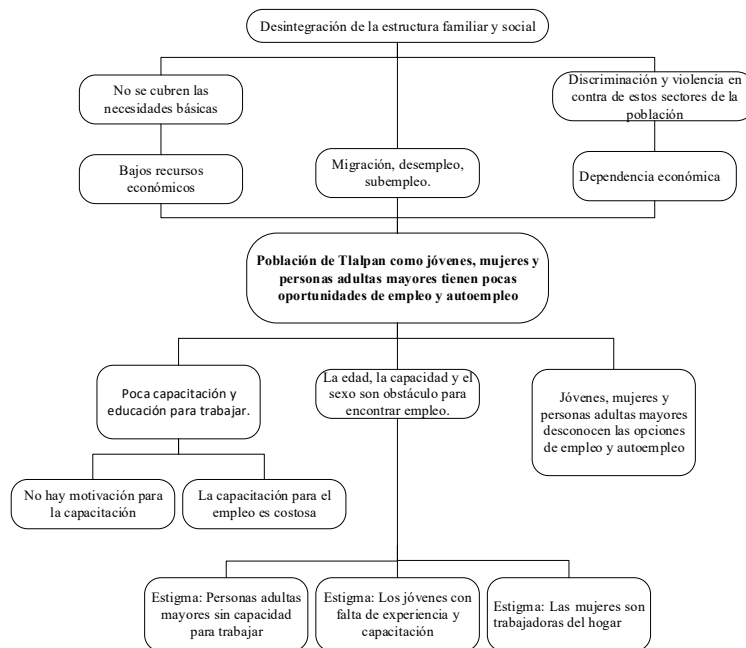 Desintegración de la estructura familiar y social
No se cubren las
necesidades básicas
Discriminación y violencia en
contra de estos sectores de la
población
Bajos recursos
económicos
Migración, desempleo,
subempleo.
Dependencia económica
Población de Tlalpan como jóvenes, mujeres y
personas adultas mayores tienen pocas
oportunidades de empleo y autoempleo
Poca capacitación y
educación para trabajar.
La edad, la capacidad y el
sexo son obstáculo para
encontrar empleo.
Jóvenes, mujeres y
personas adultas mayores
desconocen las opciones
de empleo y autoempleo
No hay motivación para
la capacitación
La capacitación para el
empleo es costosa
Estigma: Personas adultas
mayores sin capacidad
para trabajar
Estigma: Los jóvenes con
falta de experiencia y
capacitación
Estigma: Las mujeres son
trabajadoras del hogar